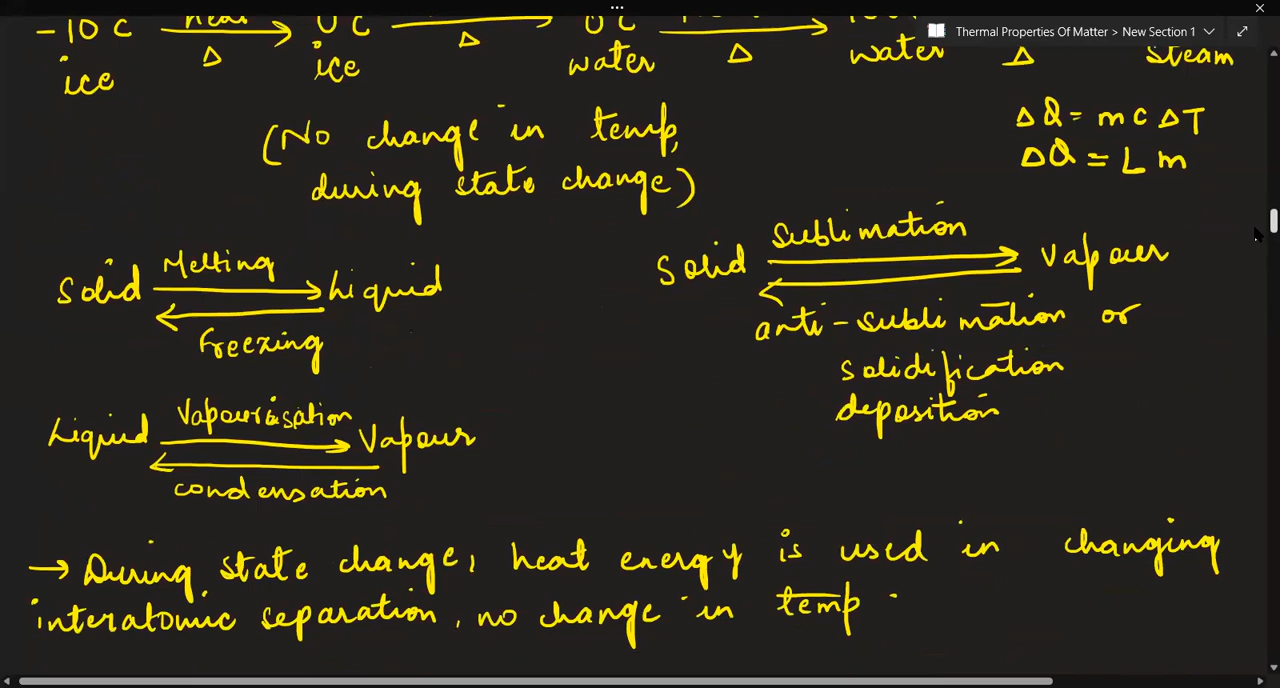 Thermal Properties Of Matter > New Section 1
-10°C heat → 0°C → 0°C →
Δ Δ Δ Δ
ice ice water water steam
(No change in temp,
during state change)
ΔQ = mcΔT
ΔQ = Lm
Solid Melting Liquid
Freezing
Solid Sublimation Vapour
anti-sublimation or
solidification
deposition
Liquid Vapourisation Vapour
condensation
→ During state change, heat energy is used in changing
interatomic separation, no change in temp.